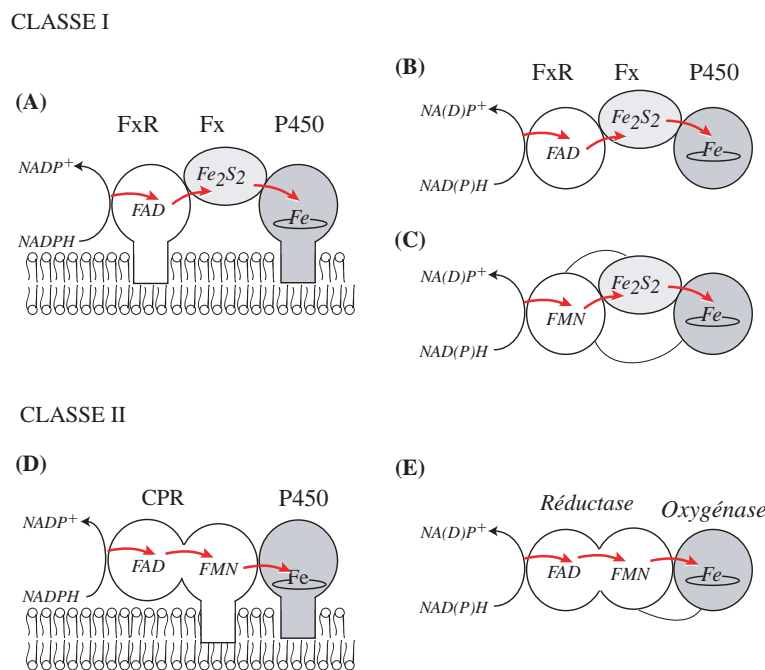 CLASSE I
(A)
FxR Fx P450
NADP+
FAD
Fe2S2
Fe
NADPH
(B)
FxR Fx P450
NA(D)P+
FAD
Fe2S2
Fe
NAD(P)H
(C)
NA(D)P+
FMN
Fe2S2
Fe
NAD(P)H
CLASSE II
(D)
CPR P450
NADP+
FAD
FMN
Fe
NADPH
(E)
Réductase Oxygénase
NA(D)P+
FAD
FMN
Fe
NAD(P)H